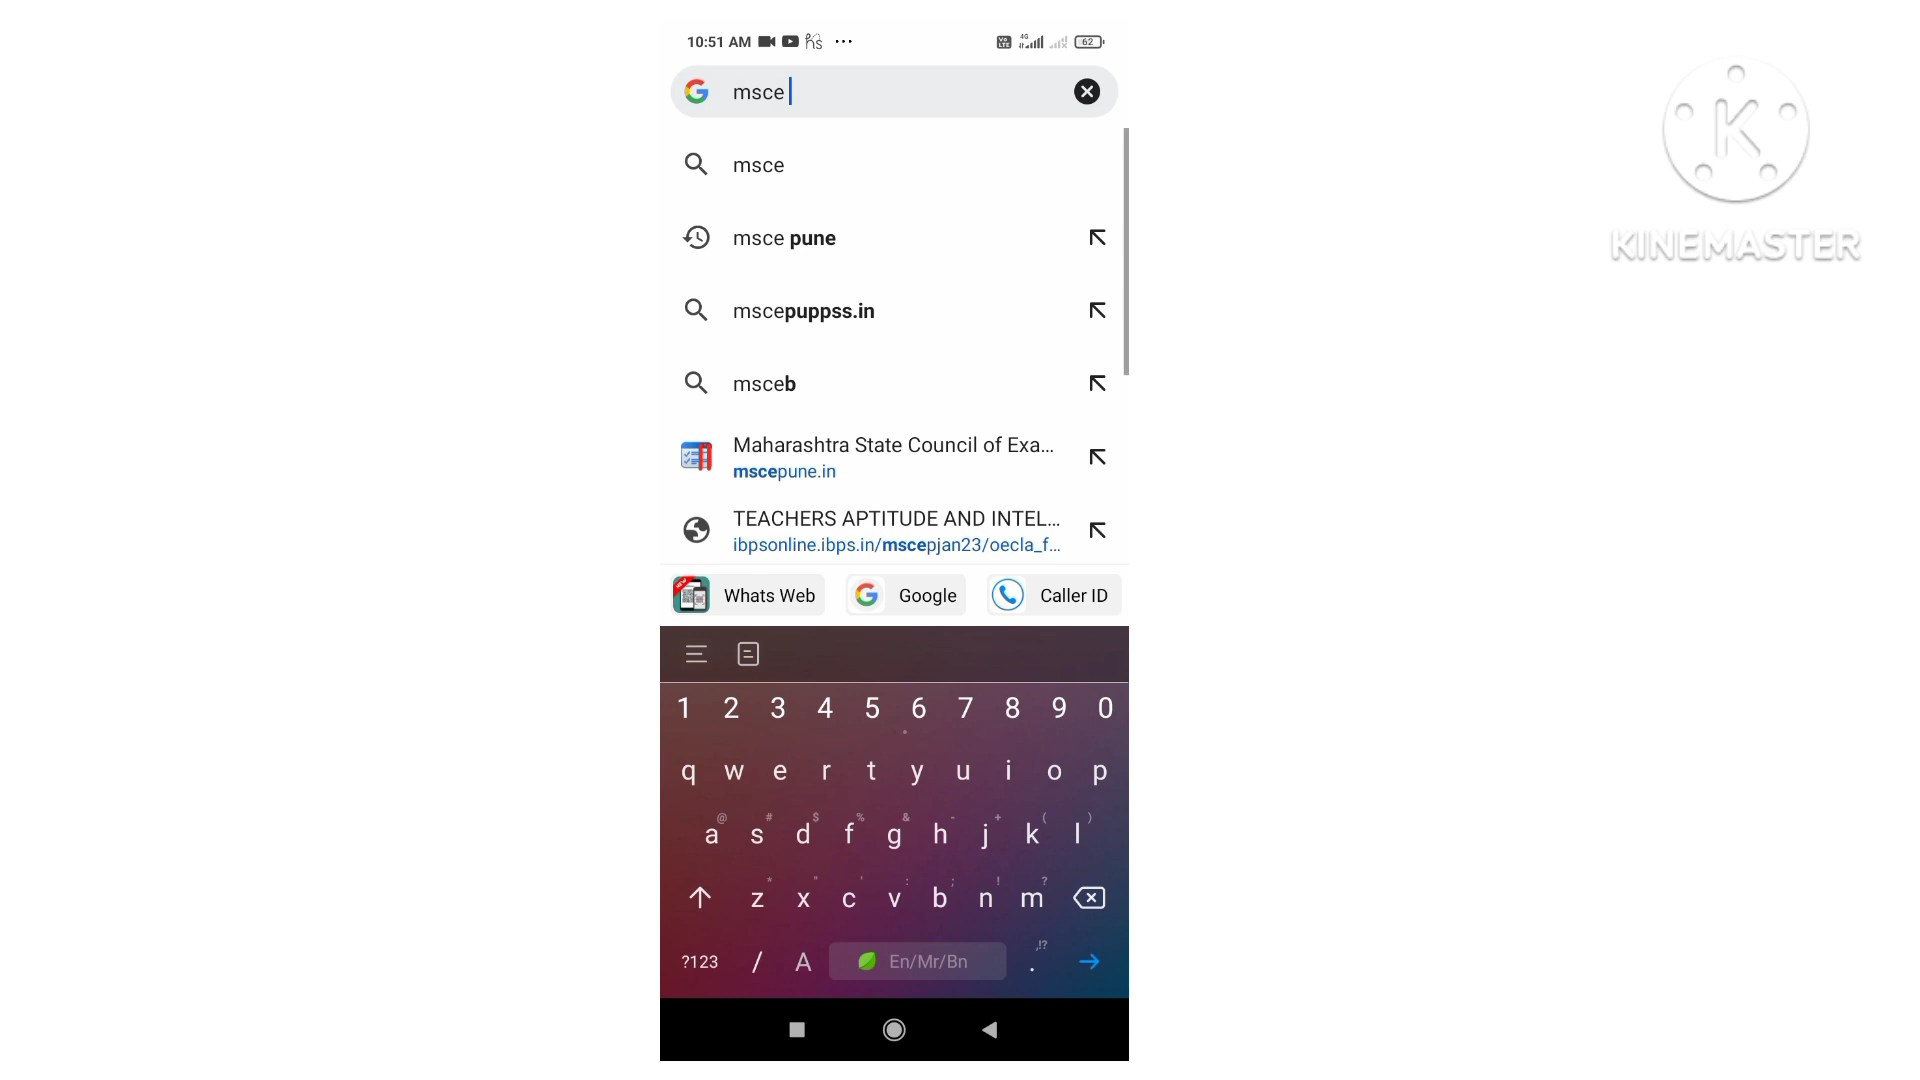 10:51 AM
4G
62
msce
msce
msce pune
mscepuppss.in
msceb
Maharashtra State Council of Exa...
mscepune.in
TEACHERS APTITUDE AND INTEL...
ibpsonline.ibps.in/mscepjan23/oecla_f...
Whats Web
Google
Caller ID
1 2 3 4 5 6 7 8 9 0
q w e r t y u i o p
@ # $ % & - + ( )
a s d f g h j k l
* " ' : ; ! ?
z x c v b n m
,!?
?123 / A En/Mr/Bn .
K
KINEMASTER